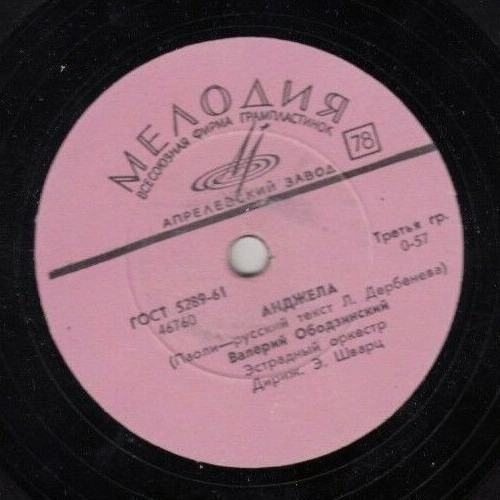 МЕЛОДИЯ
ВСЕСОЮЗНАЯ ФИРМА ГРАМПЛАСТИНОК
78
АПРЕЛЕВСКИЙ ЗАВОД
ГОСТ 5289-61
46760
Третья гр.
0-57
АНДЖЕЛА
(Паоли—русский текст Л. Дербенева)
Валерий Ободзинский
Эстрадный оркестр
Дириж. Э. Шварц